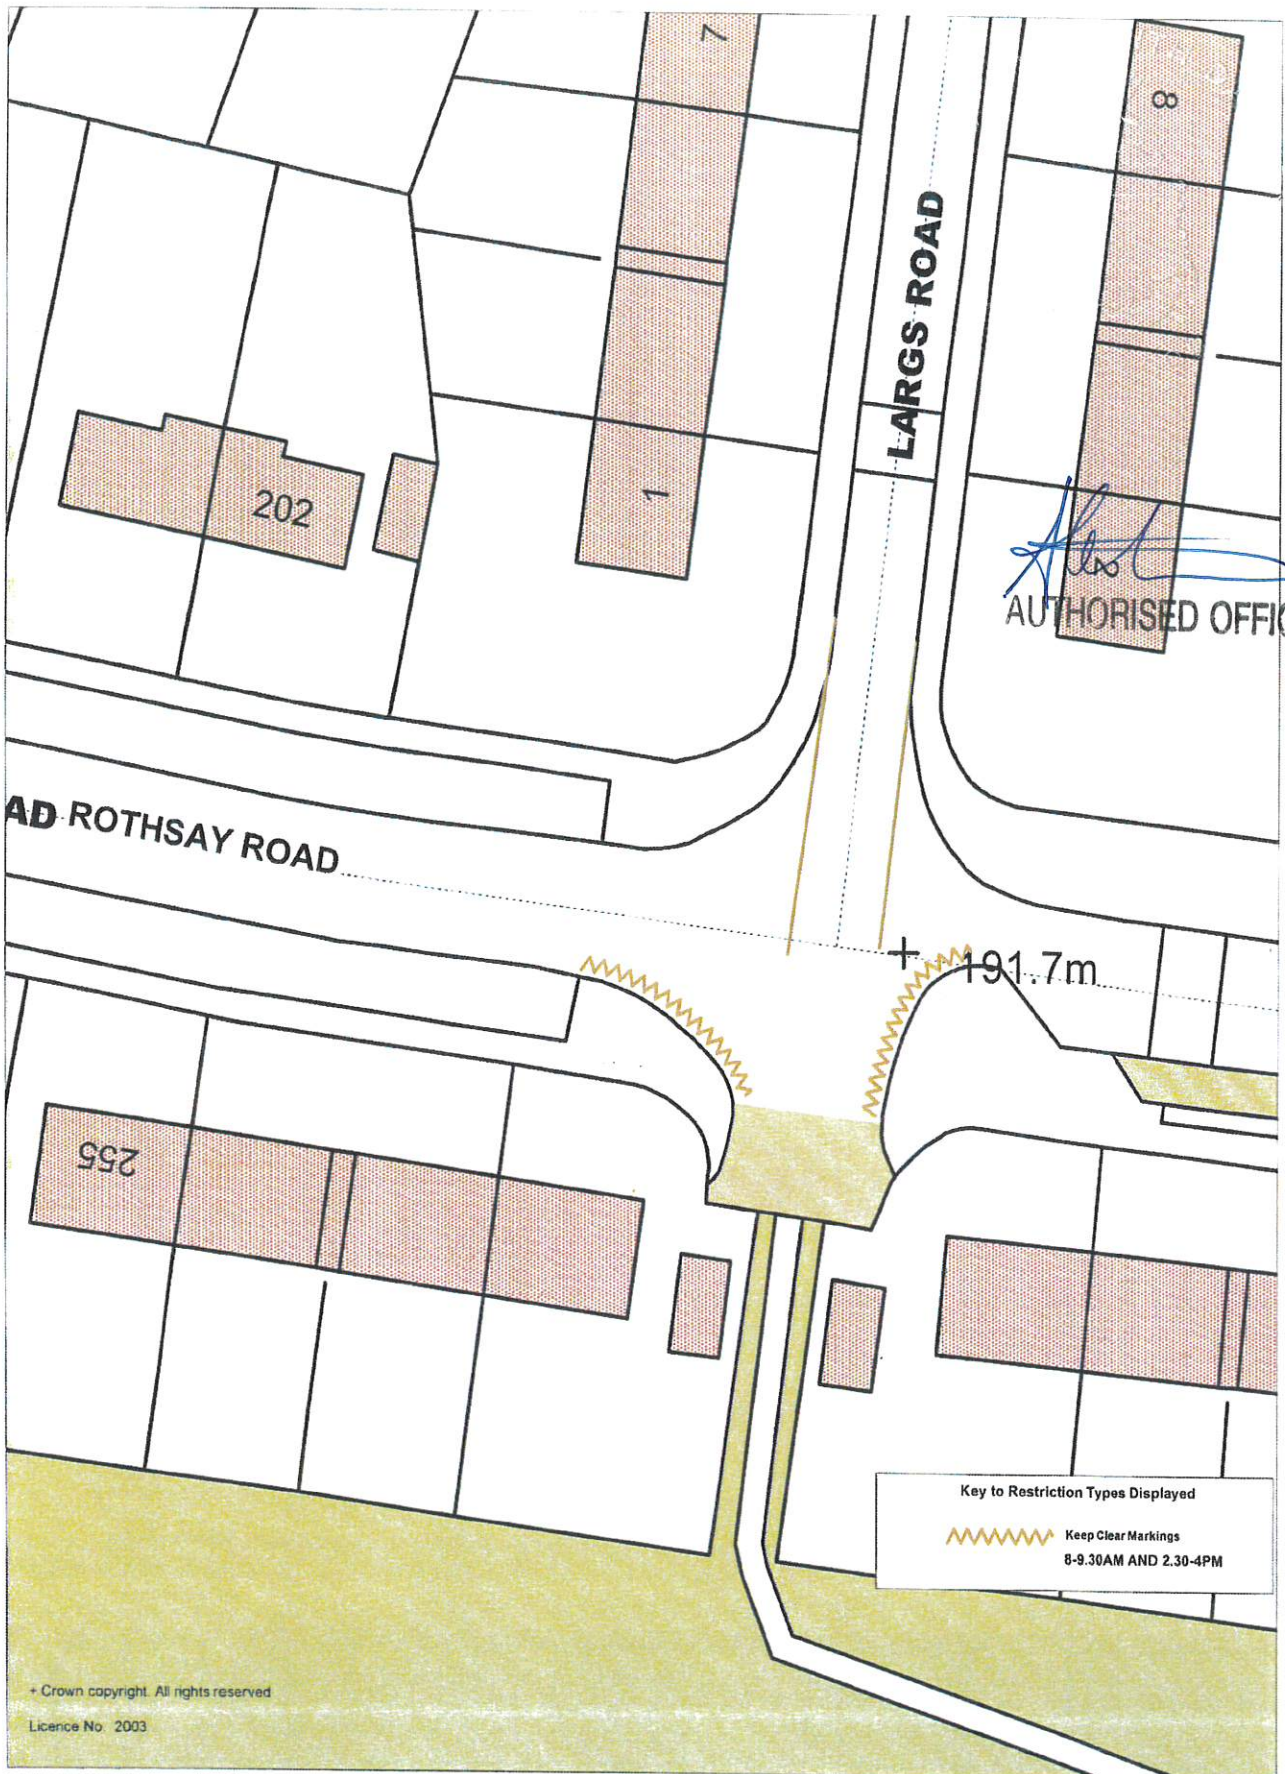 7
8
LARGS ROAD
202
1
AUTHORISED OFFIC
AD ROTHSAY ROAD
191.7m
255
Key to Restriction Types Displayed
Keep Clear Markings
8-9.30AM AND 2.30-4PM
+ Crown copyright. All rights reserved
Licence No 2003